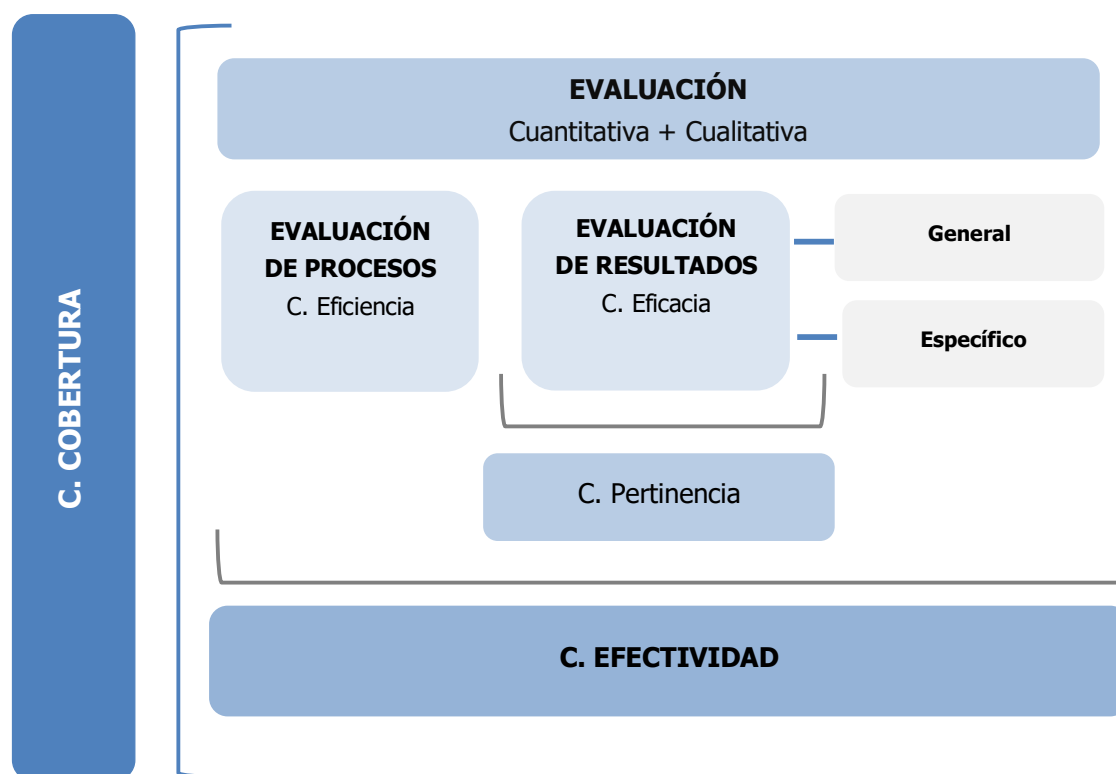 C. COBERTURA
EVALUACIÓN
Cuantitativa + Cualitativa
EVALUACIÓN
DE PROCESOS
C. Eficiencia
EVALUACIÓN
DE RESULTADOS
C. Eficacia
General
Específico
C. Pertinencia
C. EFECTIVIDAD